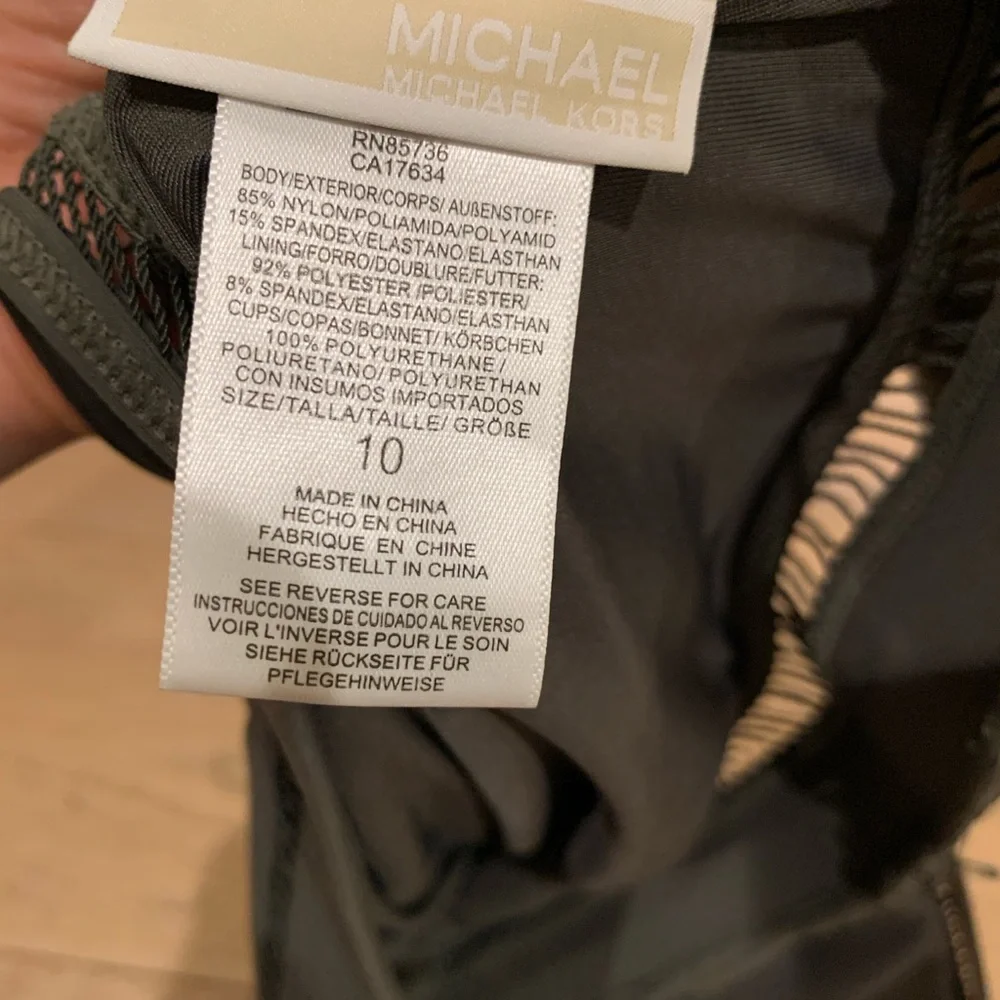 MICHAEL
MICHAEL KORS
RN85736
CA17634
BODY/EXTERIOR/CORPS/ AUßENSTOFF:
85% NYLON/POLIAMIDA/POLYAMID
15% SPANDEX/ELASTANO/ELASTHAN
LINING/FORRO/DOUBLURE/FUTTER:
92% POLYESTER /POLIESTER/
8% SPANDEX/ELASTANO/ELASTHAN
CUPS/COPAS/BONNET/ KÖRBCHEN
100% POLYURETHANE /
POLIURETANO/ POLYURETHAN
CON INSUMOS IMPORTADOS
SIZE/TALLA/TAILLE/ GRÖßE
10
MADE IN CHINA
HECHO EN CHINA
FABRIQUE EN CHINE
HERGESTELLT IN CHINA
SEE REVERSE FOR CARE
INSTRUCCIONES DE CUIDADO AL REVERSO
VOIR L'INVERSE POUR LE SOIN
SIEHE RÜCKSEITE FÜR
PFLEGEHINWEISE